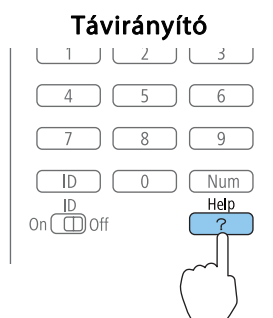 Távirányító
1 2 3
4 5 6
7 8 9
ID 0 Num
ID Help
On Off ?